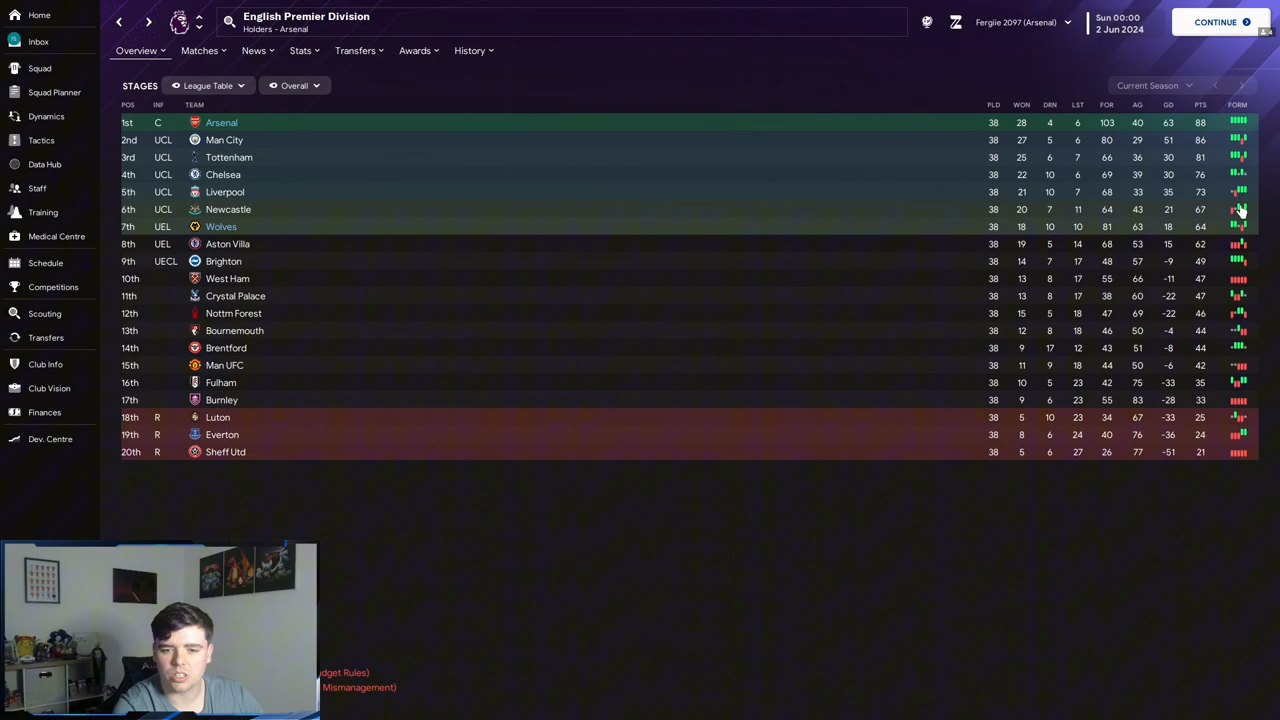 Home
Inbox
Squad
Squad Planner
Dynamics
Tactics
Data Hub
Staff
Training
Medical Centre
Schedule
Competitions
Scouting
Transfers
Club Info
Club Vision
Finances
Dev. Centre
English Premier Division
Holders - Arsenal
Fergiie 2097 (Arsenal)
Sun 00:00
2 Jun 2024
CONTINUE
4
Overview Matches News Stats Transfers Awards History
STAGES League Table Overall Current Season
POS INF TEAM PLD WON DRN LST FOR AG GD PTS FORM
1st C Arsenal 38 28 4 6 103 40 63 88
2nd UCL Man City 38 27 5 6 80 29 51 86
3rd UCL Tottenham 38 25 6 7 66 36 30 81
4th UCL Chelsea 38 22 10 6 69 39 30 76
5th UCL Liverpool 38 21 10 7 68 33 35 73
6th UCL Newcastle 38 20 7 11 64 43 21 67
7th UEL Wolves 38 18 10 10 81 63 18 64
8th UEL Aston Villa 38 19 5 14 68 53 15 62
9th UECL Brighton 38 14 7 17 48 57 -9 49
10th West Ham 38 13 8 17 55 66 -11 47
11th Crystal Palace 38 13 8 17 38 60 -22 47
12th Nottm Forest 38 15 5 18 47 69 -22 46
13th Bournemouth 38 12 8 18 46 50 -4 44
14th Brentford 38 9 17 12 43 51 -8 44
15th Man UFC 38 11 9 18 44 50 -6 42
16th Fulham 38 10 5 23 42 75 -33 35
17th Burnley 38 9 6 23 55 83 -28 33
18th R Luton 38 5 10 23 34 67 -33 25
19th R Everton 38 8 6 24 40 76 -36 24
20th R Sheff Utd 38 5 6 27 26 77 -51 21
udget Rules)
Mismanagement)